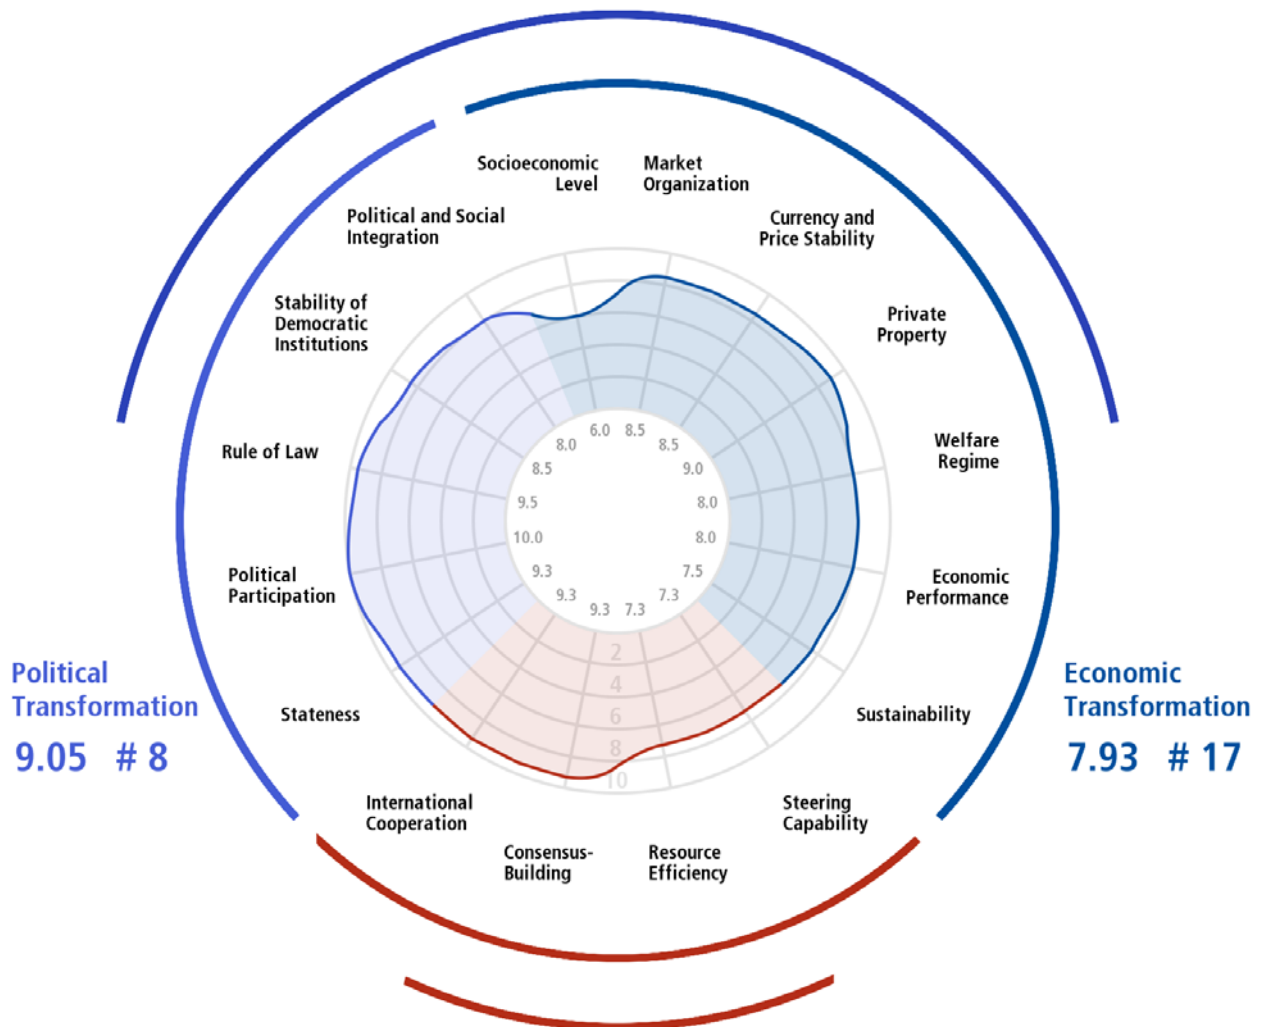 Socioeconomic
Level
Market
Organization
Political and Social
Integration
Currency and
Price Stability
Stability of
Democratic
Institutions
Private
Property
Rule of Law
Welfare
Regime
Political
Participation
Economic
Performance
Stateness
Sustainability
International
Cooperation
Steering
Capability
Consensus-
Building
Resource
Efficiency
6.0
8.5
8.0
8.5
8.5
9.0
9.5
8.0
10.0
8.0
9.3
7.5
9.3
7.3
9.3
7.3
2
4
6
8
10
Political
Transformation
9.05 # 8
Economic
Transformation
7.93 # 17